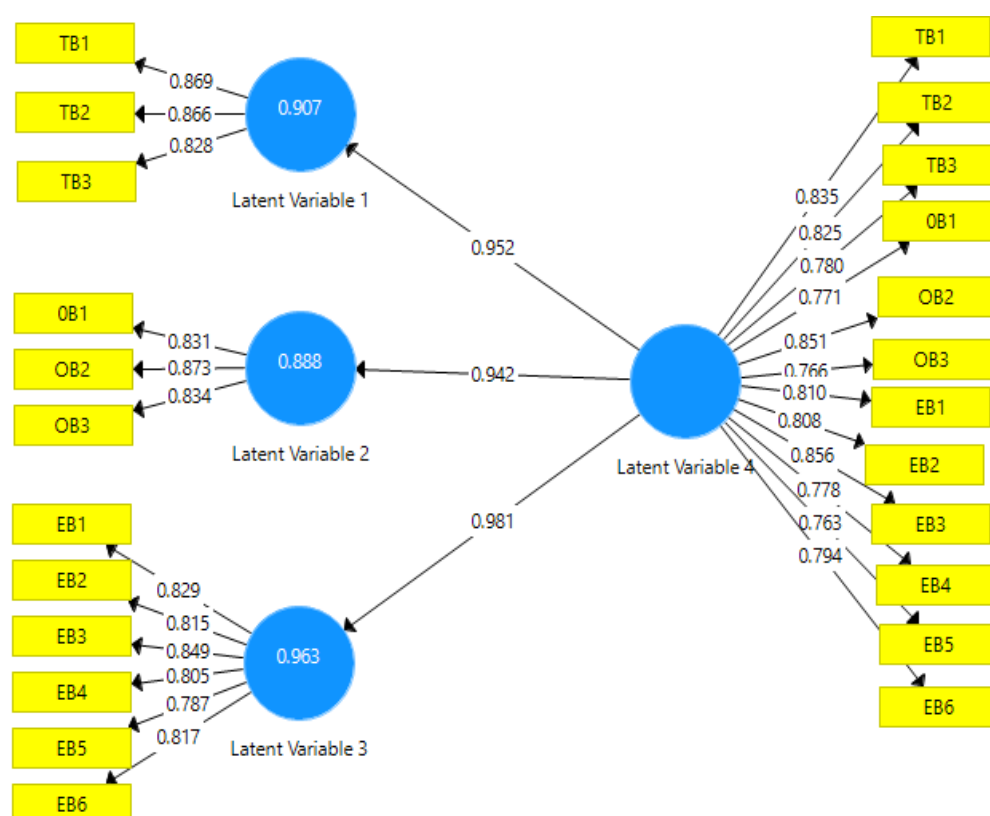 TB1
TB2
TB3
0.869
0.866
0.828
0.907
Latent Variable 1
0.952
0B1
OB2
OB3
0.831
0.873
0.834
0.888
Latent Variable 2
0.942
EB1
EB2
EB3
EB4
EB5
EB6
0.829
0.815
0.849
0.805
0.787
0.817
0.963
Latent Variable 3
0.981
Latent Variable 4
0.835
0.825
0.780
0.771
0.851
0.766
0.810
0.808
0.856
0.778
0.763
0.794
TB1
TB2
TB3
0B1
OB2
OB3
EB1
EB2
EB3
EB4
EB5
EB6